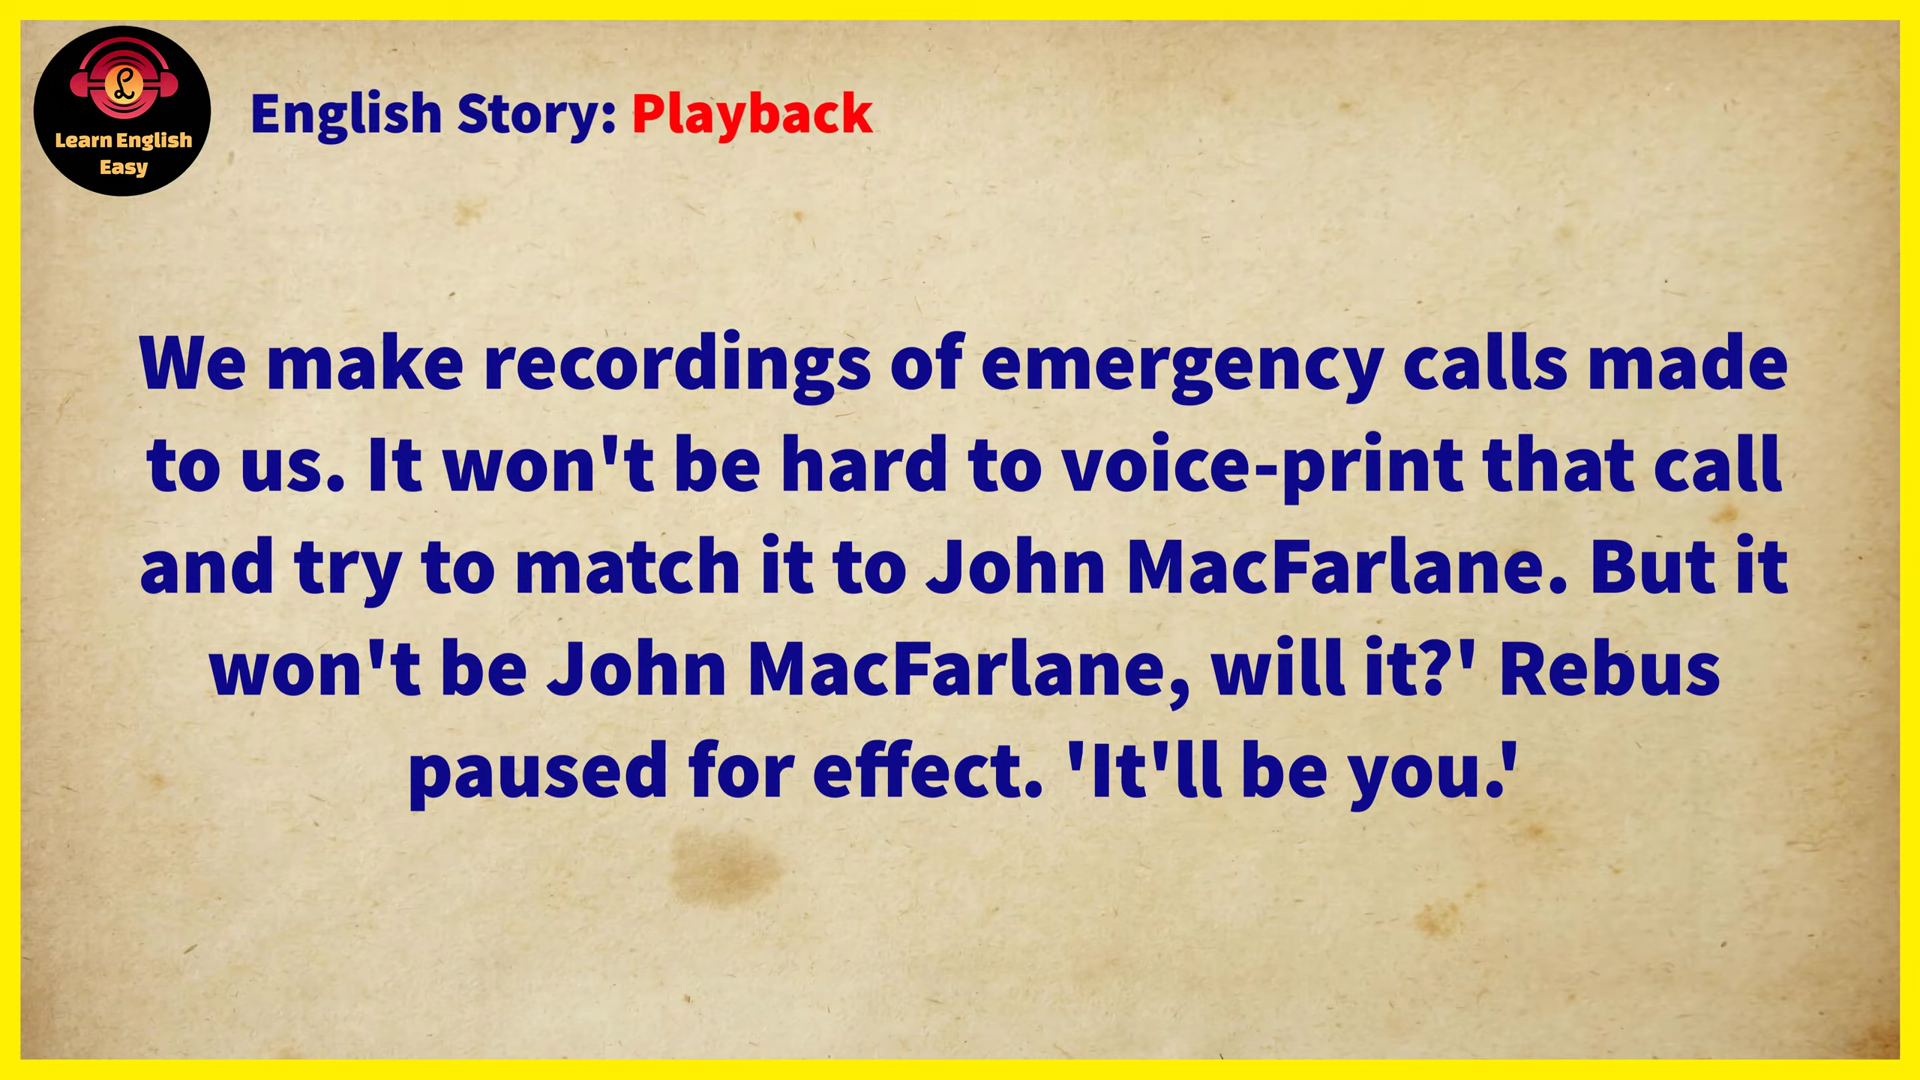 Learn English
Easy
English Story: Playback
We make recordings of emergency calls made
to us. It won't be hard to voice-print that call
and try to match it to John MacFarlane. But it
won't be John MacFarlane, will it?' Rebus
paused for effect. 'It'll be you.'